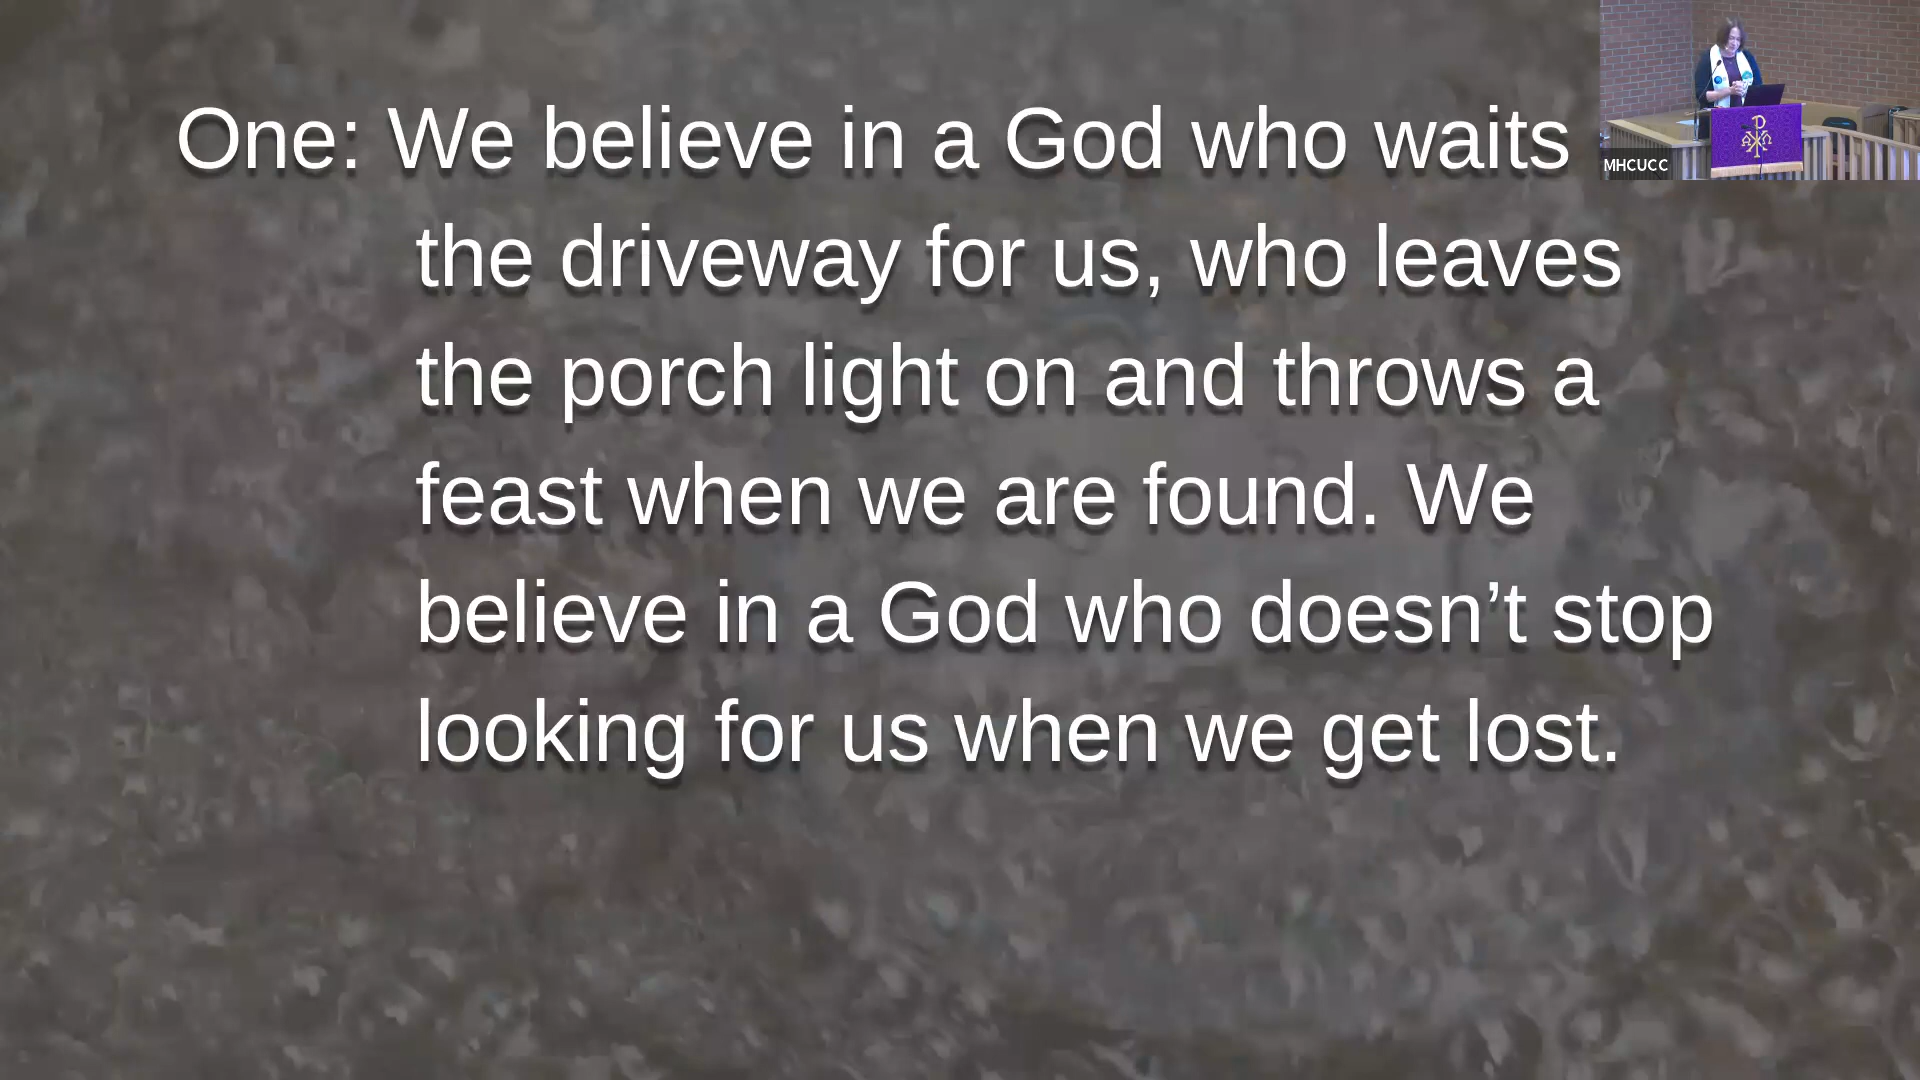 One: We believe in a God who waits
the driveway for us, who leaves
the porch light on and throws a
feast when we are found. We
believe in a God who doesn’t stop
looking for us when we get lost.
MHCUCC